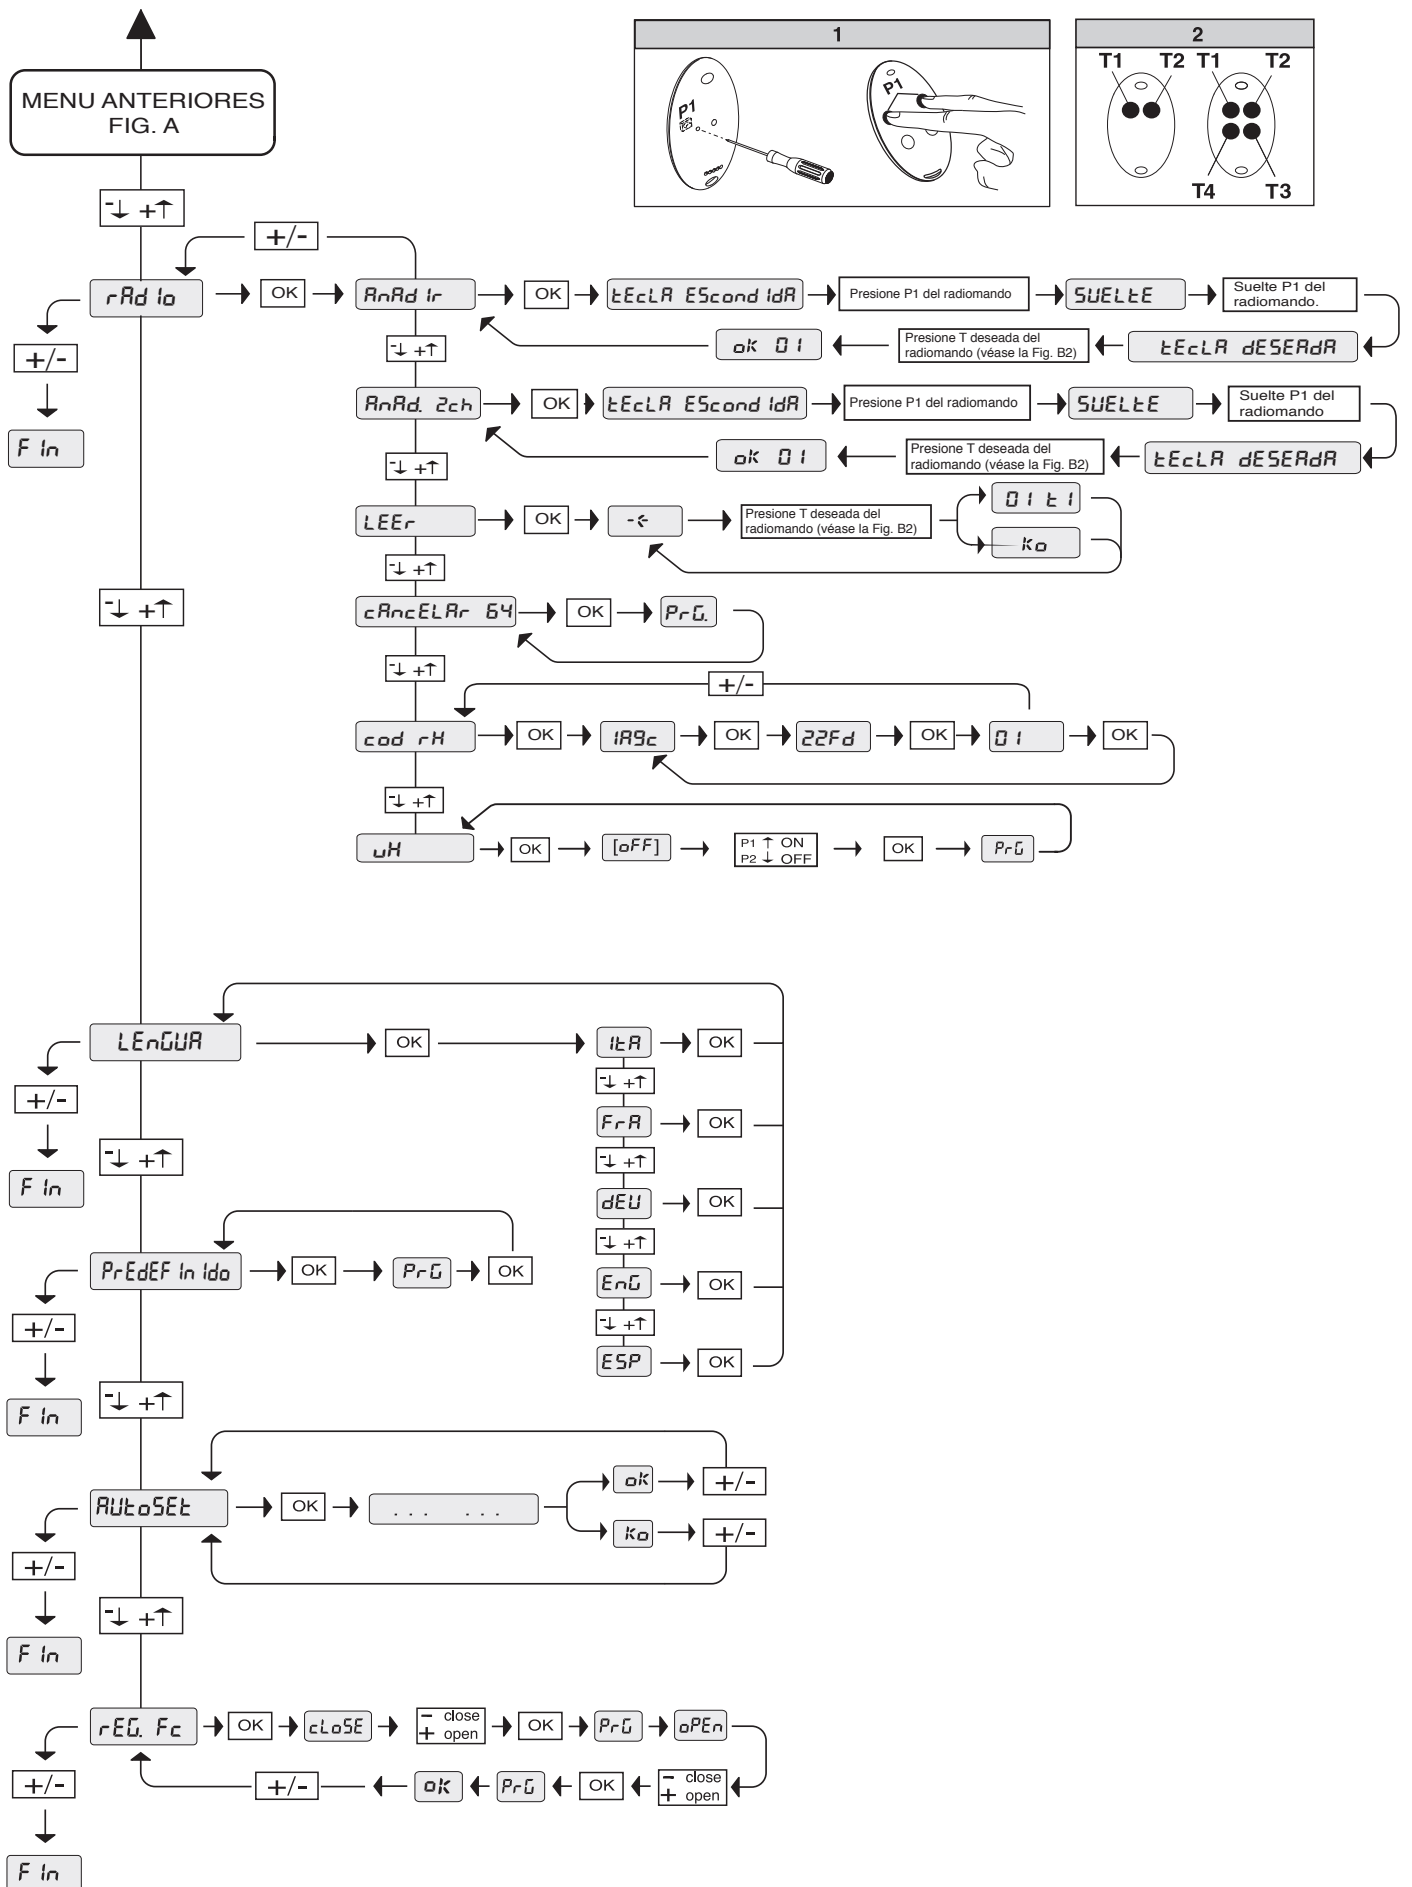 MENU ANTERIORES
FIG. A
1
P1
P1
2
T1 T2 T1 T2
T4 T3
-↓ +↑
+/-
rAdIo
OK
AnAdIr
OK
tEcLA EScondIdA
Presione P1 del radiomando
SUELtE
Suelte P1 del
radiomando.
+/-
-↓ +↑
ok 01
Presione T deseada del
radiomando (véase la Fig. B2)
tEcLA dESEAdA
FIn
AnAd. 2ch
OK
tEcLA EScondIdA
Presione P1 del radiomando
SUELtE
Suelte P1 del
radiomando
-↓ +↑
ok 01
Presione T deseada del
radiomando (véase la Fig. B2)
tEcLA dESEAdA
LEEr
OK
-<-
Presione T deseada del
radiomando (véase la Fig. B2)
01 t1
Ko
-↓ +↑
-↓ +↑
cAncELAr 64
OK
PrG.
-↓ +↑
+/-
cod rH
OK
1A9c
OK
22Fd
OK
01
OK
-↓ +↑
uH
OK
[oFF]
P1 ↑ ON
P2 ↓ OFF
OK
PrG
LEnGUA
OK
ItA
OK
+/-
-↓ +↑
FrA
OK
-↓ +↑
-↓ +↑
FIn
dEU
OK
-↓ +↑
PrEdEFInIdo
OK
PrG
OK
EnG
OK
+/-
-↓ +↑
ESP
OK
-↓ +↑
FIn
AUtoSEt
OK
... ...
ok
+/-
Ko
+/-
+/-
-↓ +↑
FIn
rEG. Fc
OK
cLoSE
- close
+ open
OK
PrG
oPEn
+/-
+/-
ok
PrG
OK
- close
+ open
FIn